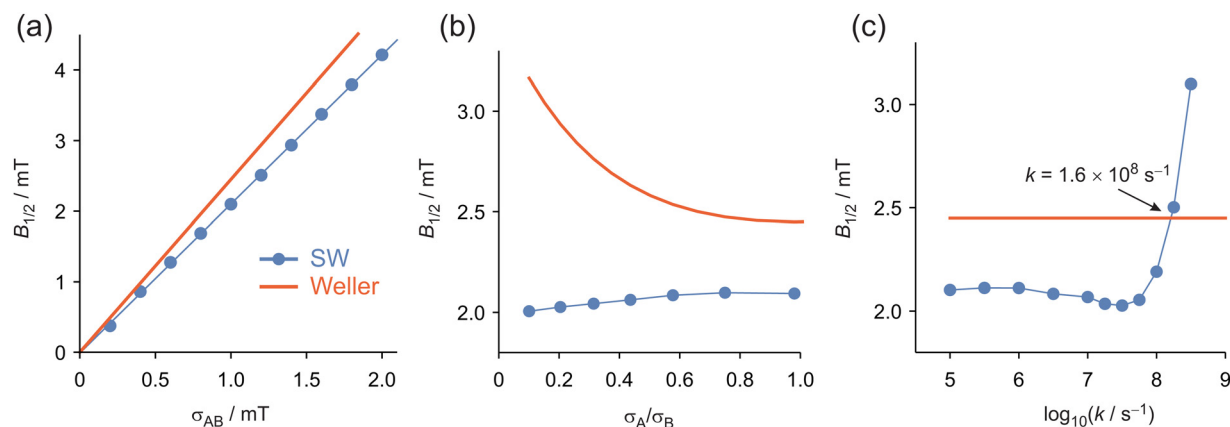 (a)
B1/2 / mT
4
3
2
1
0
0 0.5 1.0 1.5 2.0
σAB / mT
SW
Weller
(b)
B1/2 / mT
3.0
2.5
2.0
0 0.2 0.4 0.6 0.8 1.0
σA/σB
(c)
B1/2 / mT
3.0
2.5
2.0
k = 1.6 × 10⁸ s⁻¹
5 6 7 8 9
log10(k / s⁻¹)